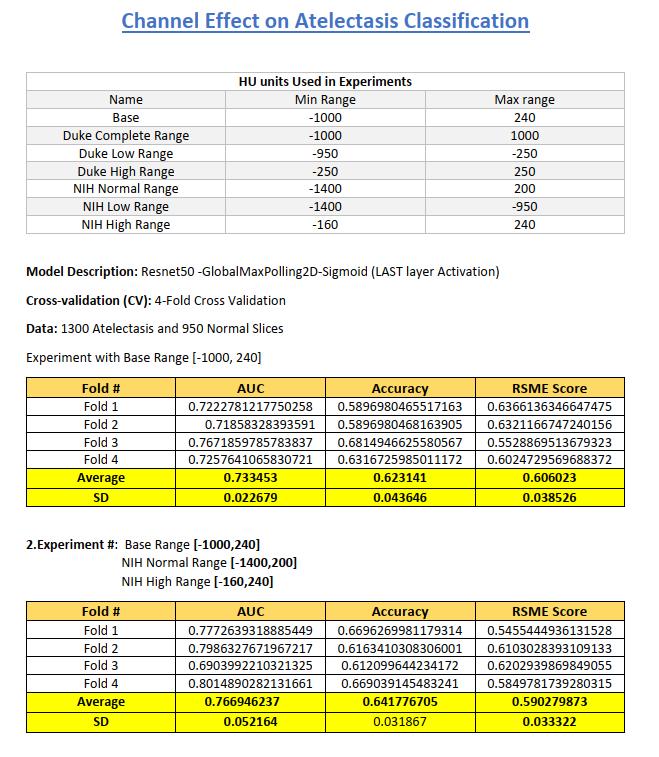 Channel Effect on Atelectasis Classification
HU units Used in Experiments
Name Min Range Max range
Base -1000 240
Duke Complete Range -1000 1000
Duke Low Range -950 -250
Duke High Range -250 250
NIH Normal Range -1400 200
NIH Low Range -1400 -950
NIH High Range -160 240
Model Description: Resnet50 -GlobalMaxPolling2D-Sigmoid (LAST layer Activation)
Cross-validation (CV): 4-Fold Cross Validation
Data: 1300 Atelectasis and 950 Normal Slices
Experiment with Base Range [-1000, 240]
Fold # AUC Accuracy RSME Score
Fold 1 0.7222781217750258 0.5896980465517163 0.6366136346647475
Fold 2 0.71858328393591 0.5896980468163905 0.6321166747240156
Fold 3 0.7671859785783837 0.6814946625580567 0.5528869513679323
Fold 4 0.7257641065830721 0.6316725985011172 0.6024729569688372
Average 0.733453 0.623141 0.606023
SD 0.022679 0.043646 0.038526
2.Experiment #: Base Range [-1000,240]
NIH Normal Range [-1400,200]
NIH High Range [-160,240]
Fold # AUC Accuracy RSME Score
Fold 1 0.7772639318885449 0.6696269981179314 0.5455444936131528
Fold 2 0.7986327671967217 0.6163410308306001 0.6103028393109133
Fold 3 0.6903992210321325 0.612099644234172 0.6202939869849055
Fold 4 0.8014890282131661 0.669039145483241 0.5849781739280315
Average 0.766946237 0.641776705 0.590279873
SD 0.052164 0.031867 0.033322